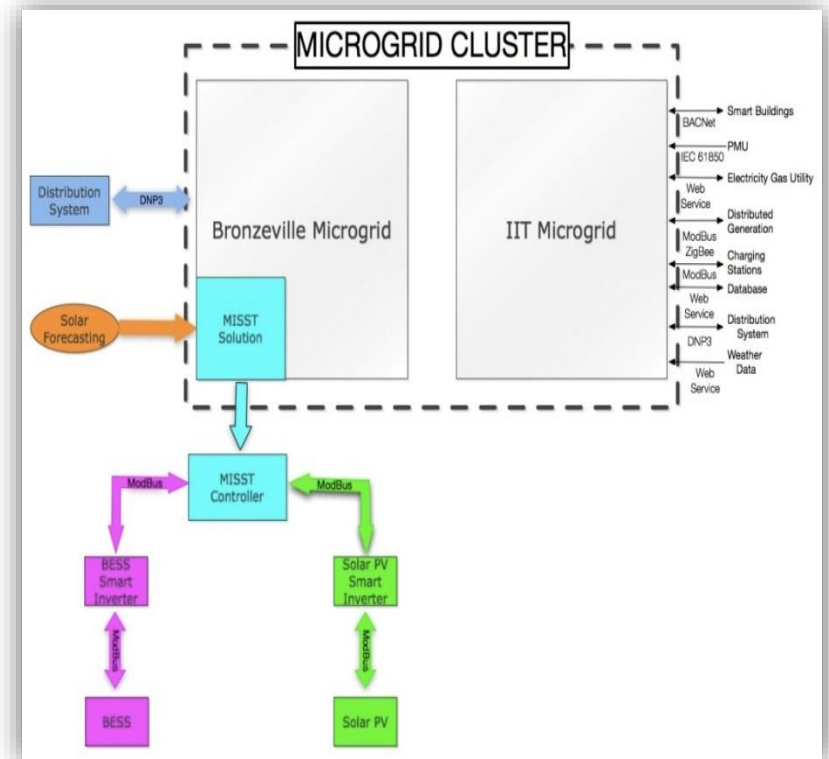 MICROGRID CLUSTER
Bronzeville Microgrid
IIT Microgrid
Distribution
System
DNP3
Solar
Forecasting
MISST
Solution
MISST
Controller
ModBus
ModBus
BESS
Smart
Inverter
Solar PV
Smart
Inverter
ModBus
ModBus
BESS
Solar PV
Smart Buildings
BACNet
PMU
IEC 61850
Electricity Gas Utility
Web
Service
Distributed
Generation
ModBus
ZigBee
Charging
Stations
ModBus
Database
Web
Service
Distribution
System
DNP3
Weather
Data
Web
Service